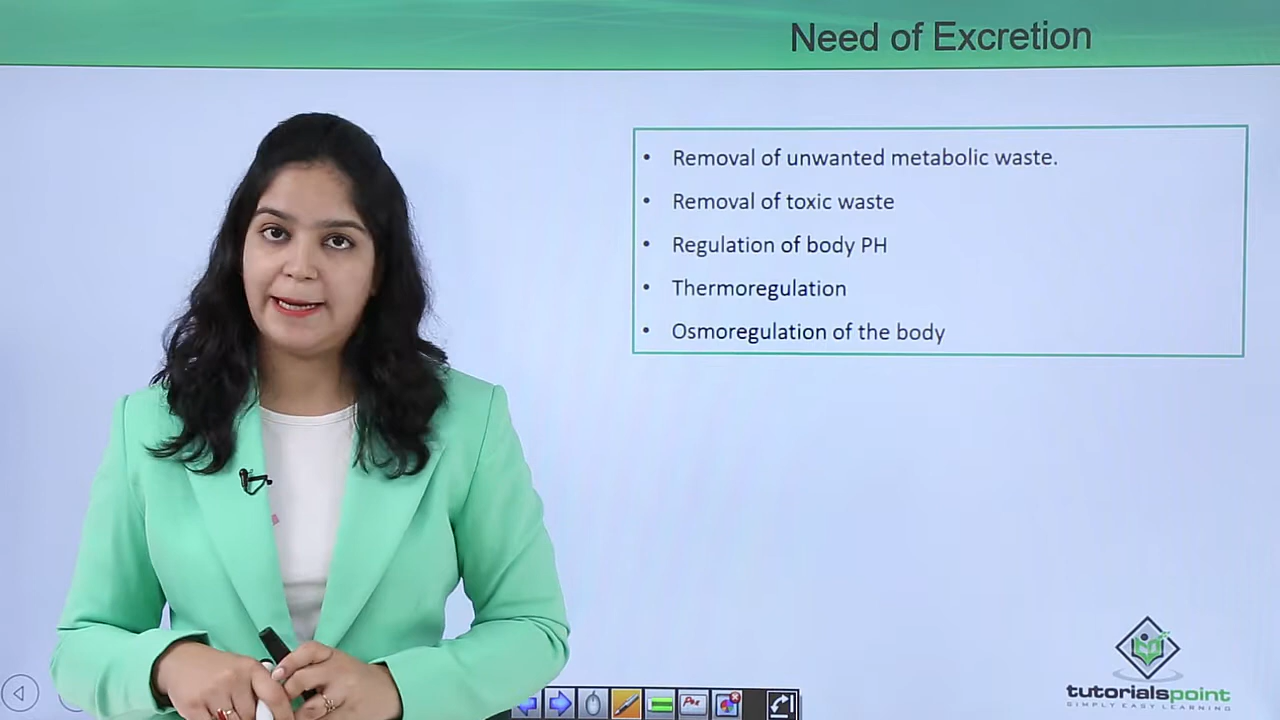 Need of Excretion
• Removal of unwanted metabolic waste.
• Removal of toxic waste
• Regulation of body PH
• Thermoregulation
• Osmoregulation of the body
tutorialspoint
SIMPLY EASY LEARNING